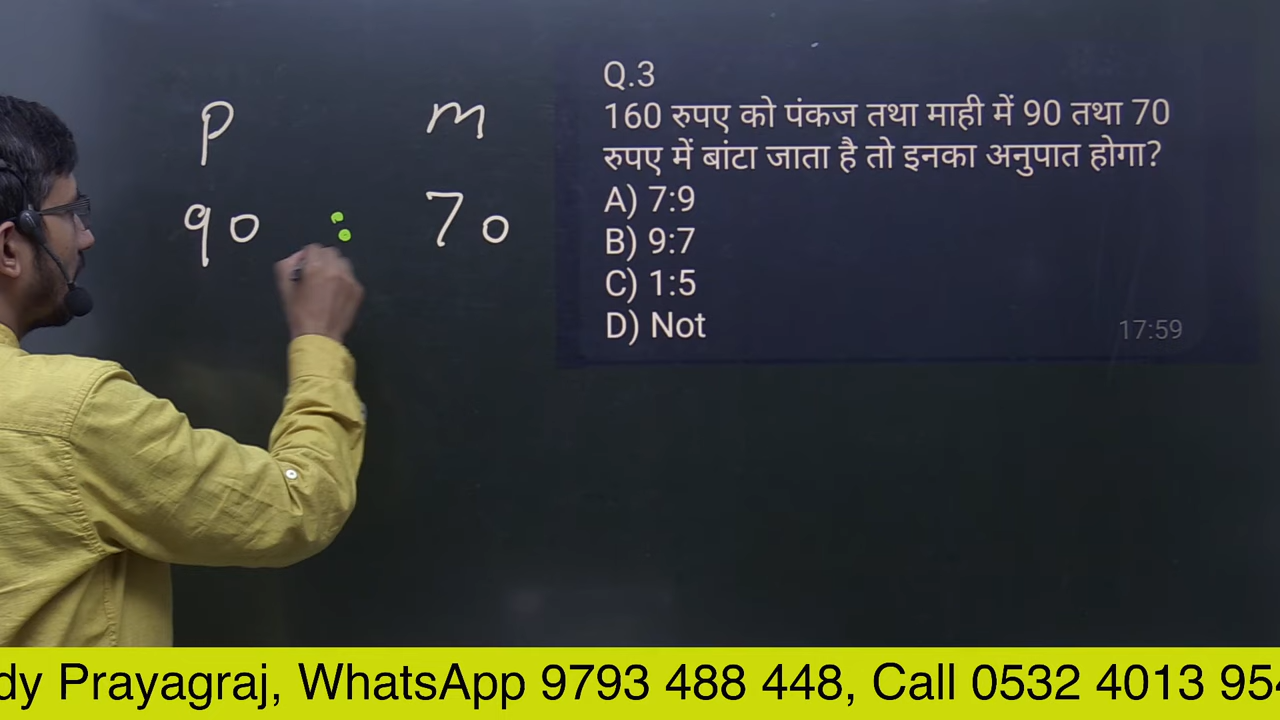 P m
90 : 70
Q.3
160 रुपए को पंकज तथा माही में 90 तथा 70
रुपए में बांटा जाता है तो इनका अनुपात होगा?
A) 7:9
B) 9:7
C) 1:5
D) Not
17:59
dy Prayagraj, WhatsApp 9793 488 448, Call 0532 4013 95